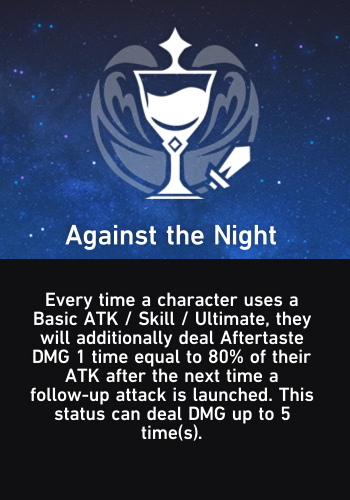 Against the Night
Every time a character uses a
Basic ATK / Skill / Ultimate, they
will additionally deal Aftertaste
DMG 1 time equal to 80% of their
ATK after the next time a
follow-up attack is launched. This
status can deal DMG up to 5
time(s).